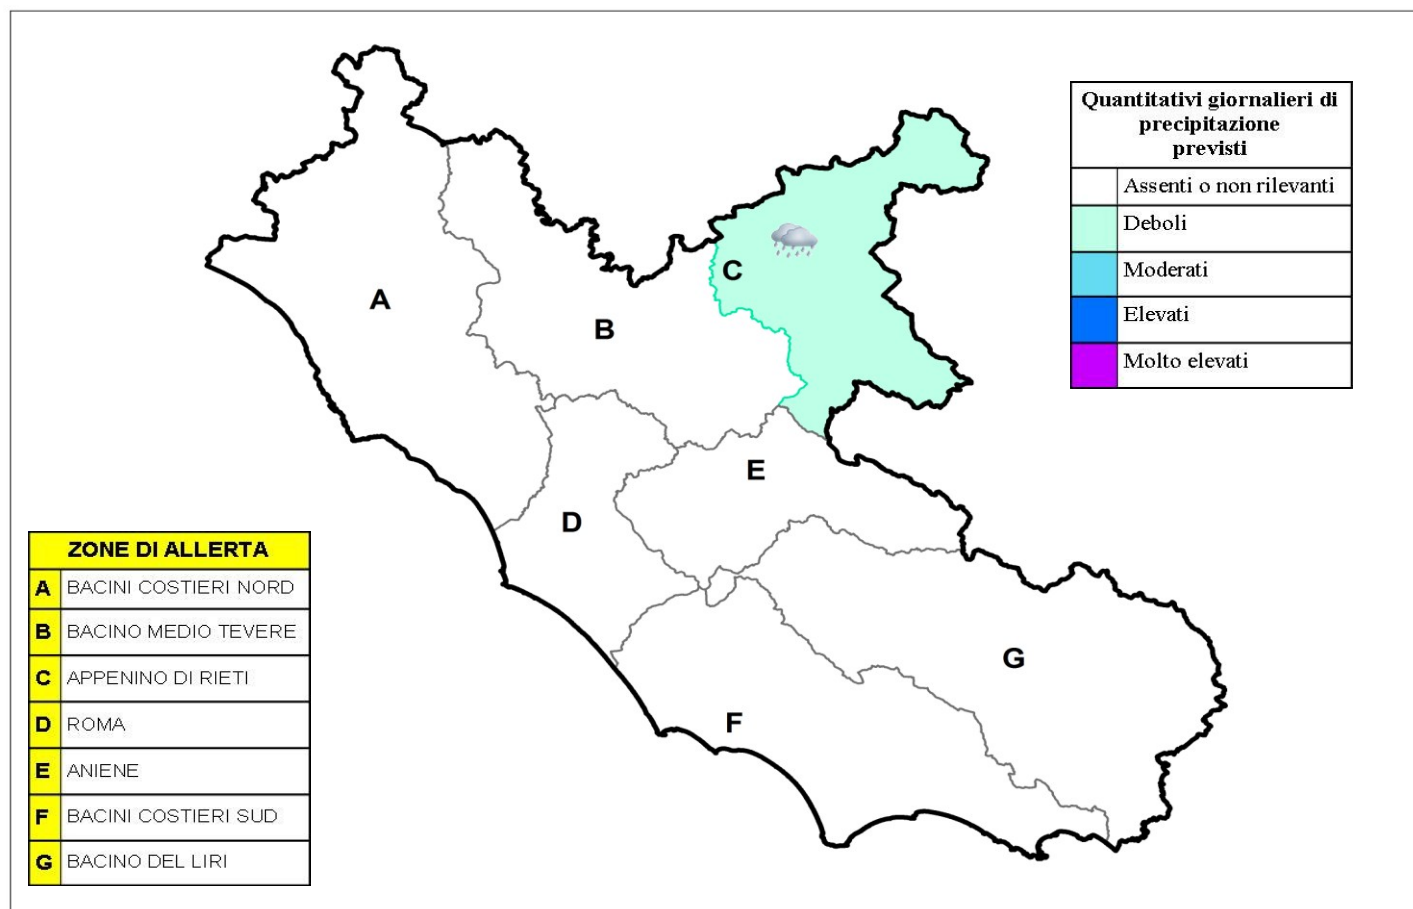 Quantitativi giornalieri di
precipitazione
previsti
Assenti o non rilevanti
Deboli
Moderati
Elevati
Molto elevati
A
B
C
D
E
F
G
ZONE DI ALLERTA
A BACINI COSTIERI NORD
B BACINO MEDIO TEVERE
C APPENINO DI RIETI
D ROMA
E ANIENE
F BACINI COSTIERI SUD
G BACINO DEL LIRI